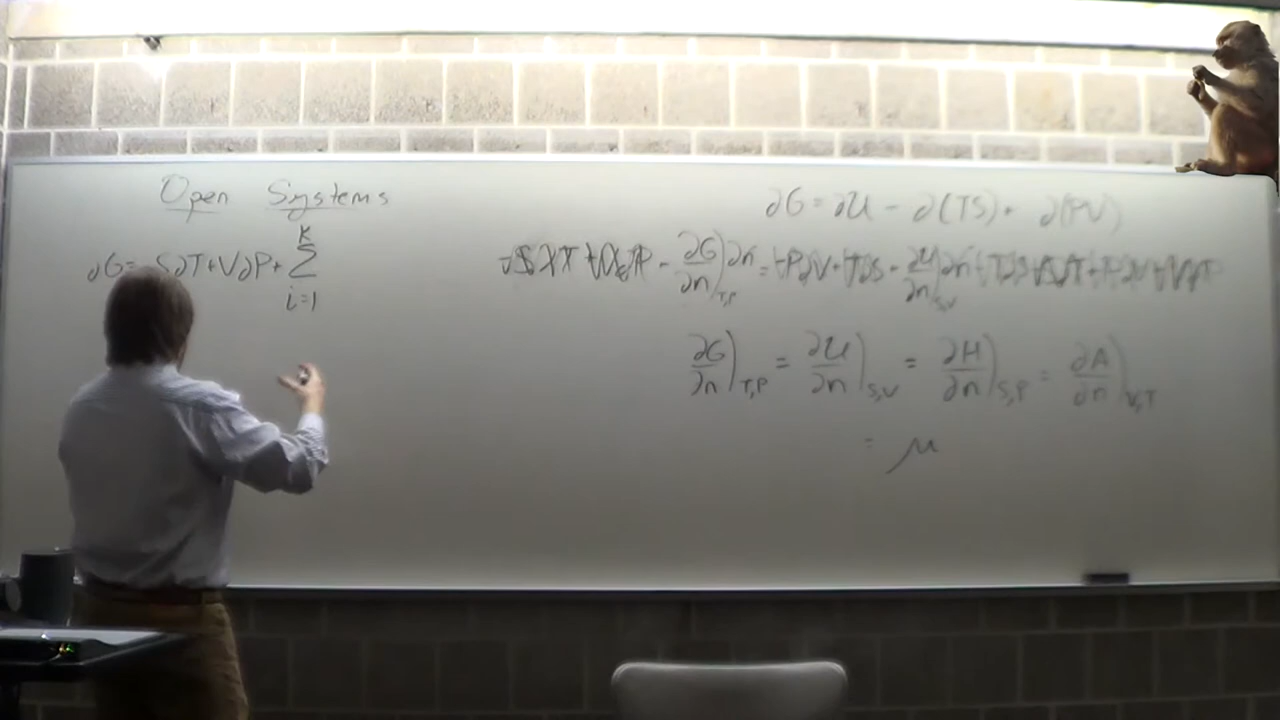 Open Systems
∂G= S∂T+V∂P+ K Σ i=1
∂G = ∂U - ∂(TS) + ∂(PV)
∂G/∂n)T,P ∂n = ∂U/∂n)S,V ∂n
∂G/∂n)T,P = ∂U/∂n)S,V = ∂H/∂n)S,P = ∂A/∂n)V,T
= μ